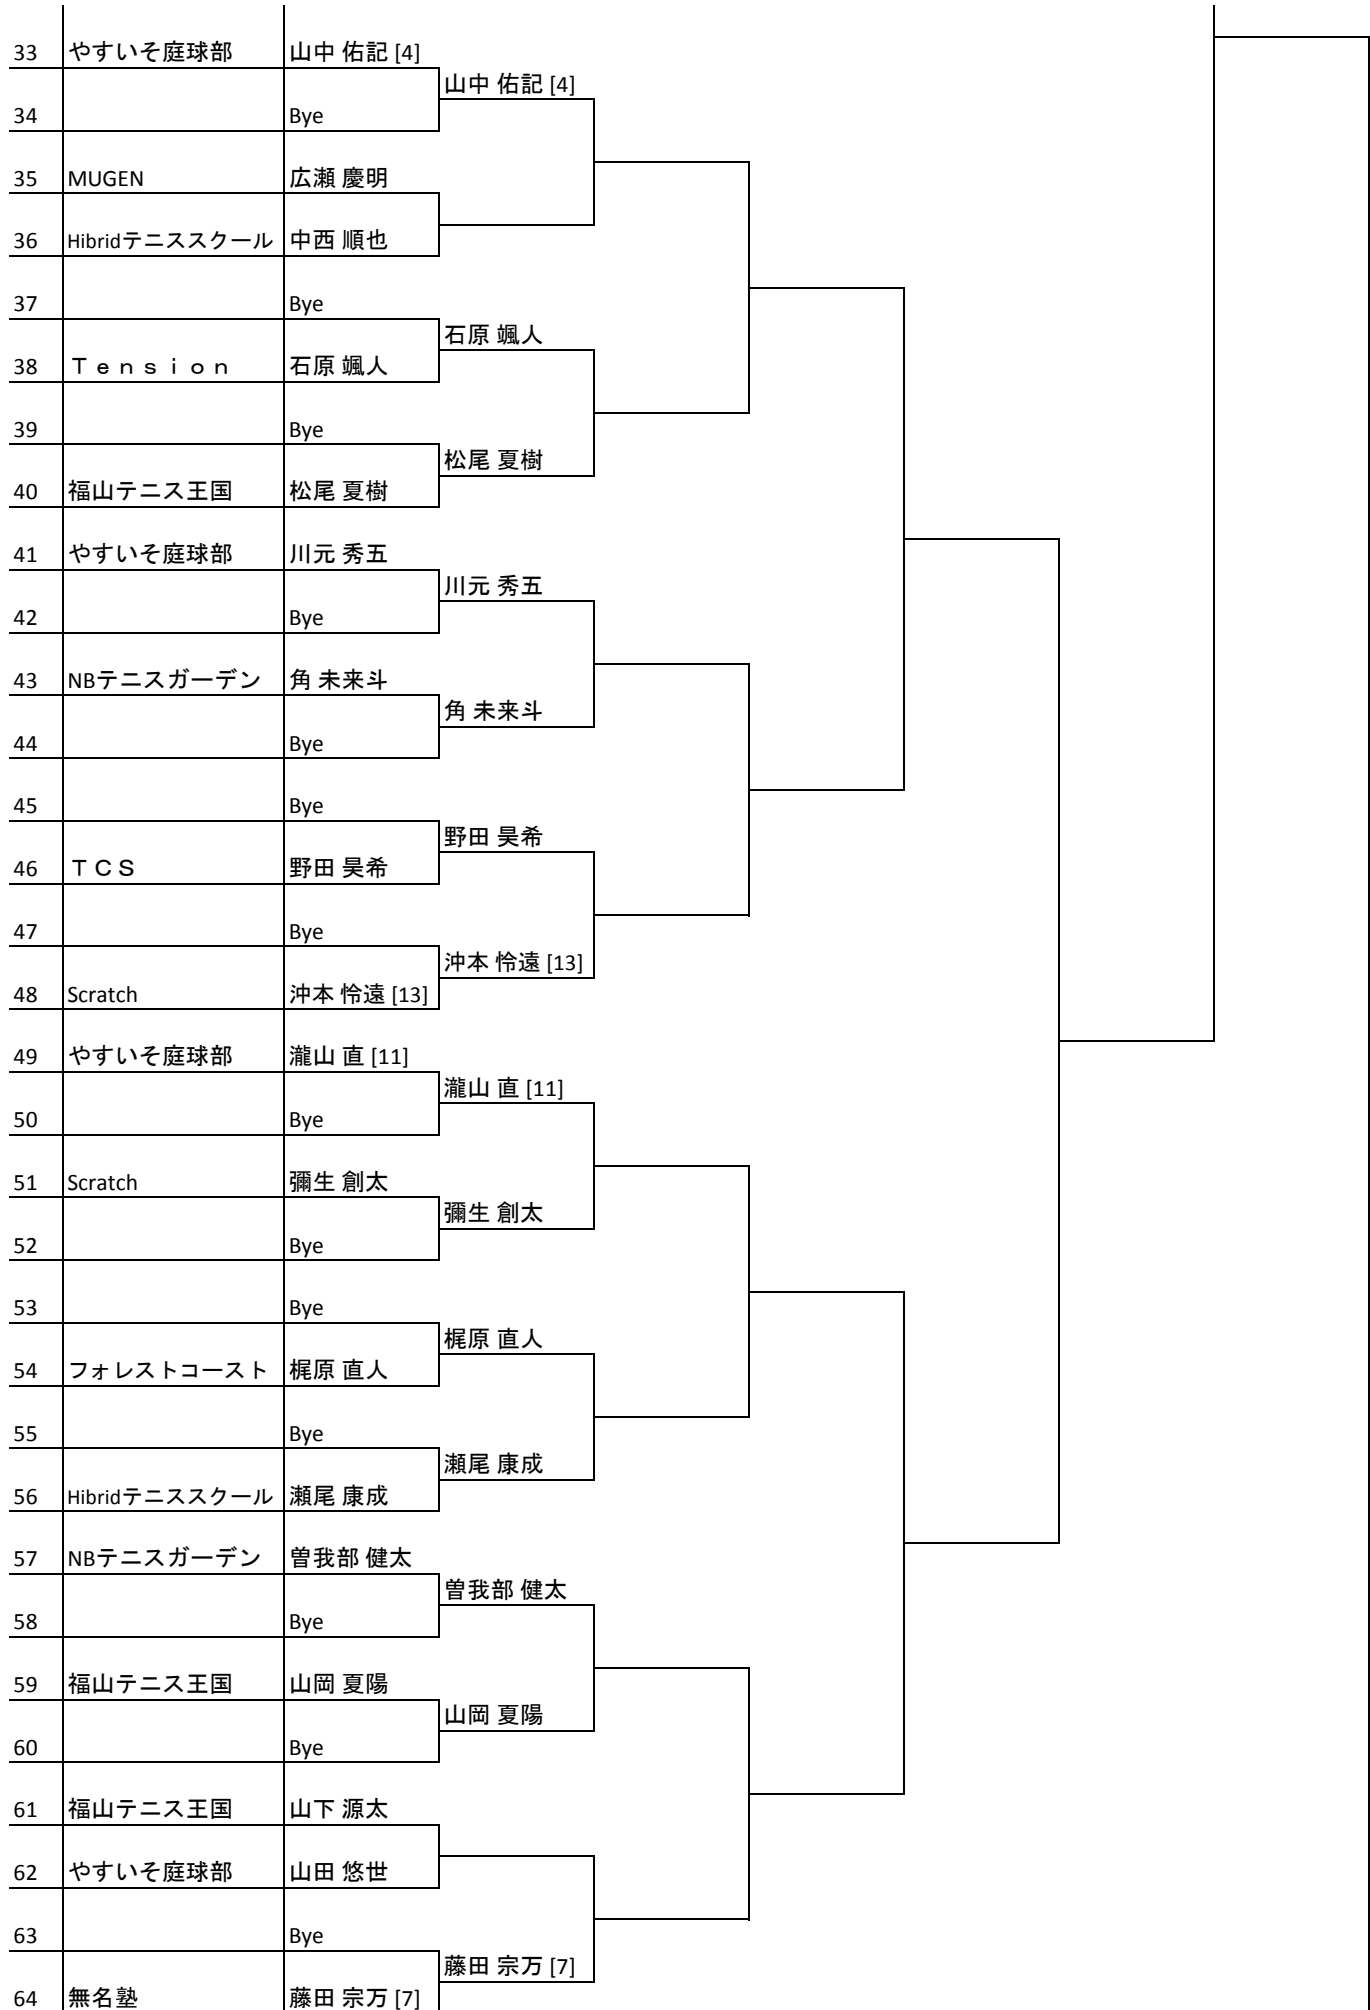 33 やすいそ庭球部 山中 佑記 [4]
山中 佑記 [4]
34 Bye
35 MUGEN 広瀬 慶明
36 Hibridテニススクール 中西 順也
37 Bye
石原 颯人
38 Ｔｅｎｓｉｏｎ 石原 颯人
39 Bye
松尾 夏樹
40 福山テニス王国 松尾 夏樹
41 やすいそ庭球部 川元 秀五
川元 秀五
42 Bye
43 NBテニスガーデン 角 未来斗
角 未来斗
44 Bye
45 Bye
野田 昊希
46 ＴＣＳ 野田 昊希
47 Bye
沖本 怜遠 [13]
48 Scratch 沖本 怜遠 [13]
49 やすいそ庭球部 瀧山 直 [11]
瀧山 直 [11]
50 Bye
51 Scratch 彌生 創太
彌生 創太
52 Bye
53 Bye
梶原 直人
54 フォレストコースト 梶原 直人
55 Bye
瀬尾 康成
56 Hibridテニススクール 瀬尾 康成
57 NBテニスガーデン 曽我部 健太
曽我部 健太
58 Bye
59 福山テニス王国 山岡 夏陽
山岡 夏陽
60 Bye
61 福山テニス王国 山下 源太
62 やすいそ庭球部 山田 悠世
63 Bye
藤田 宗万 [7]
64 無名塾 藤田 宗万 [7]